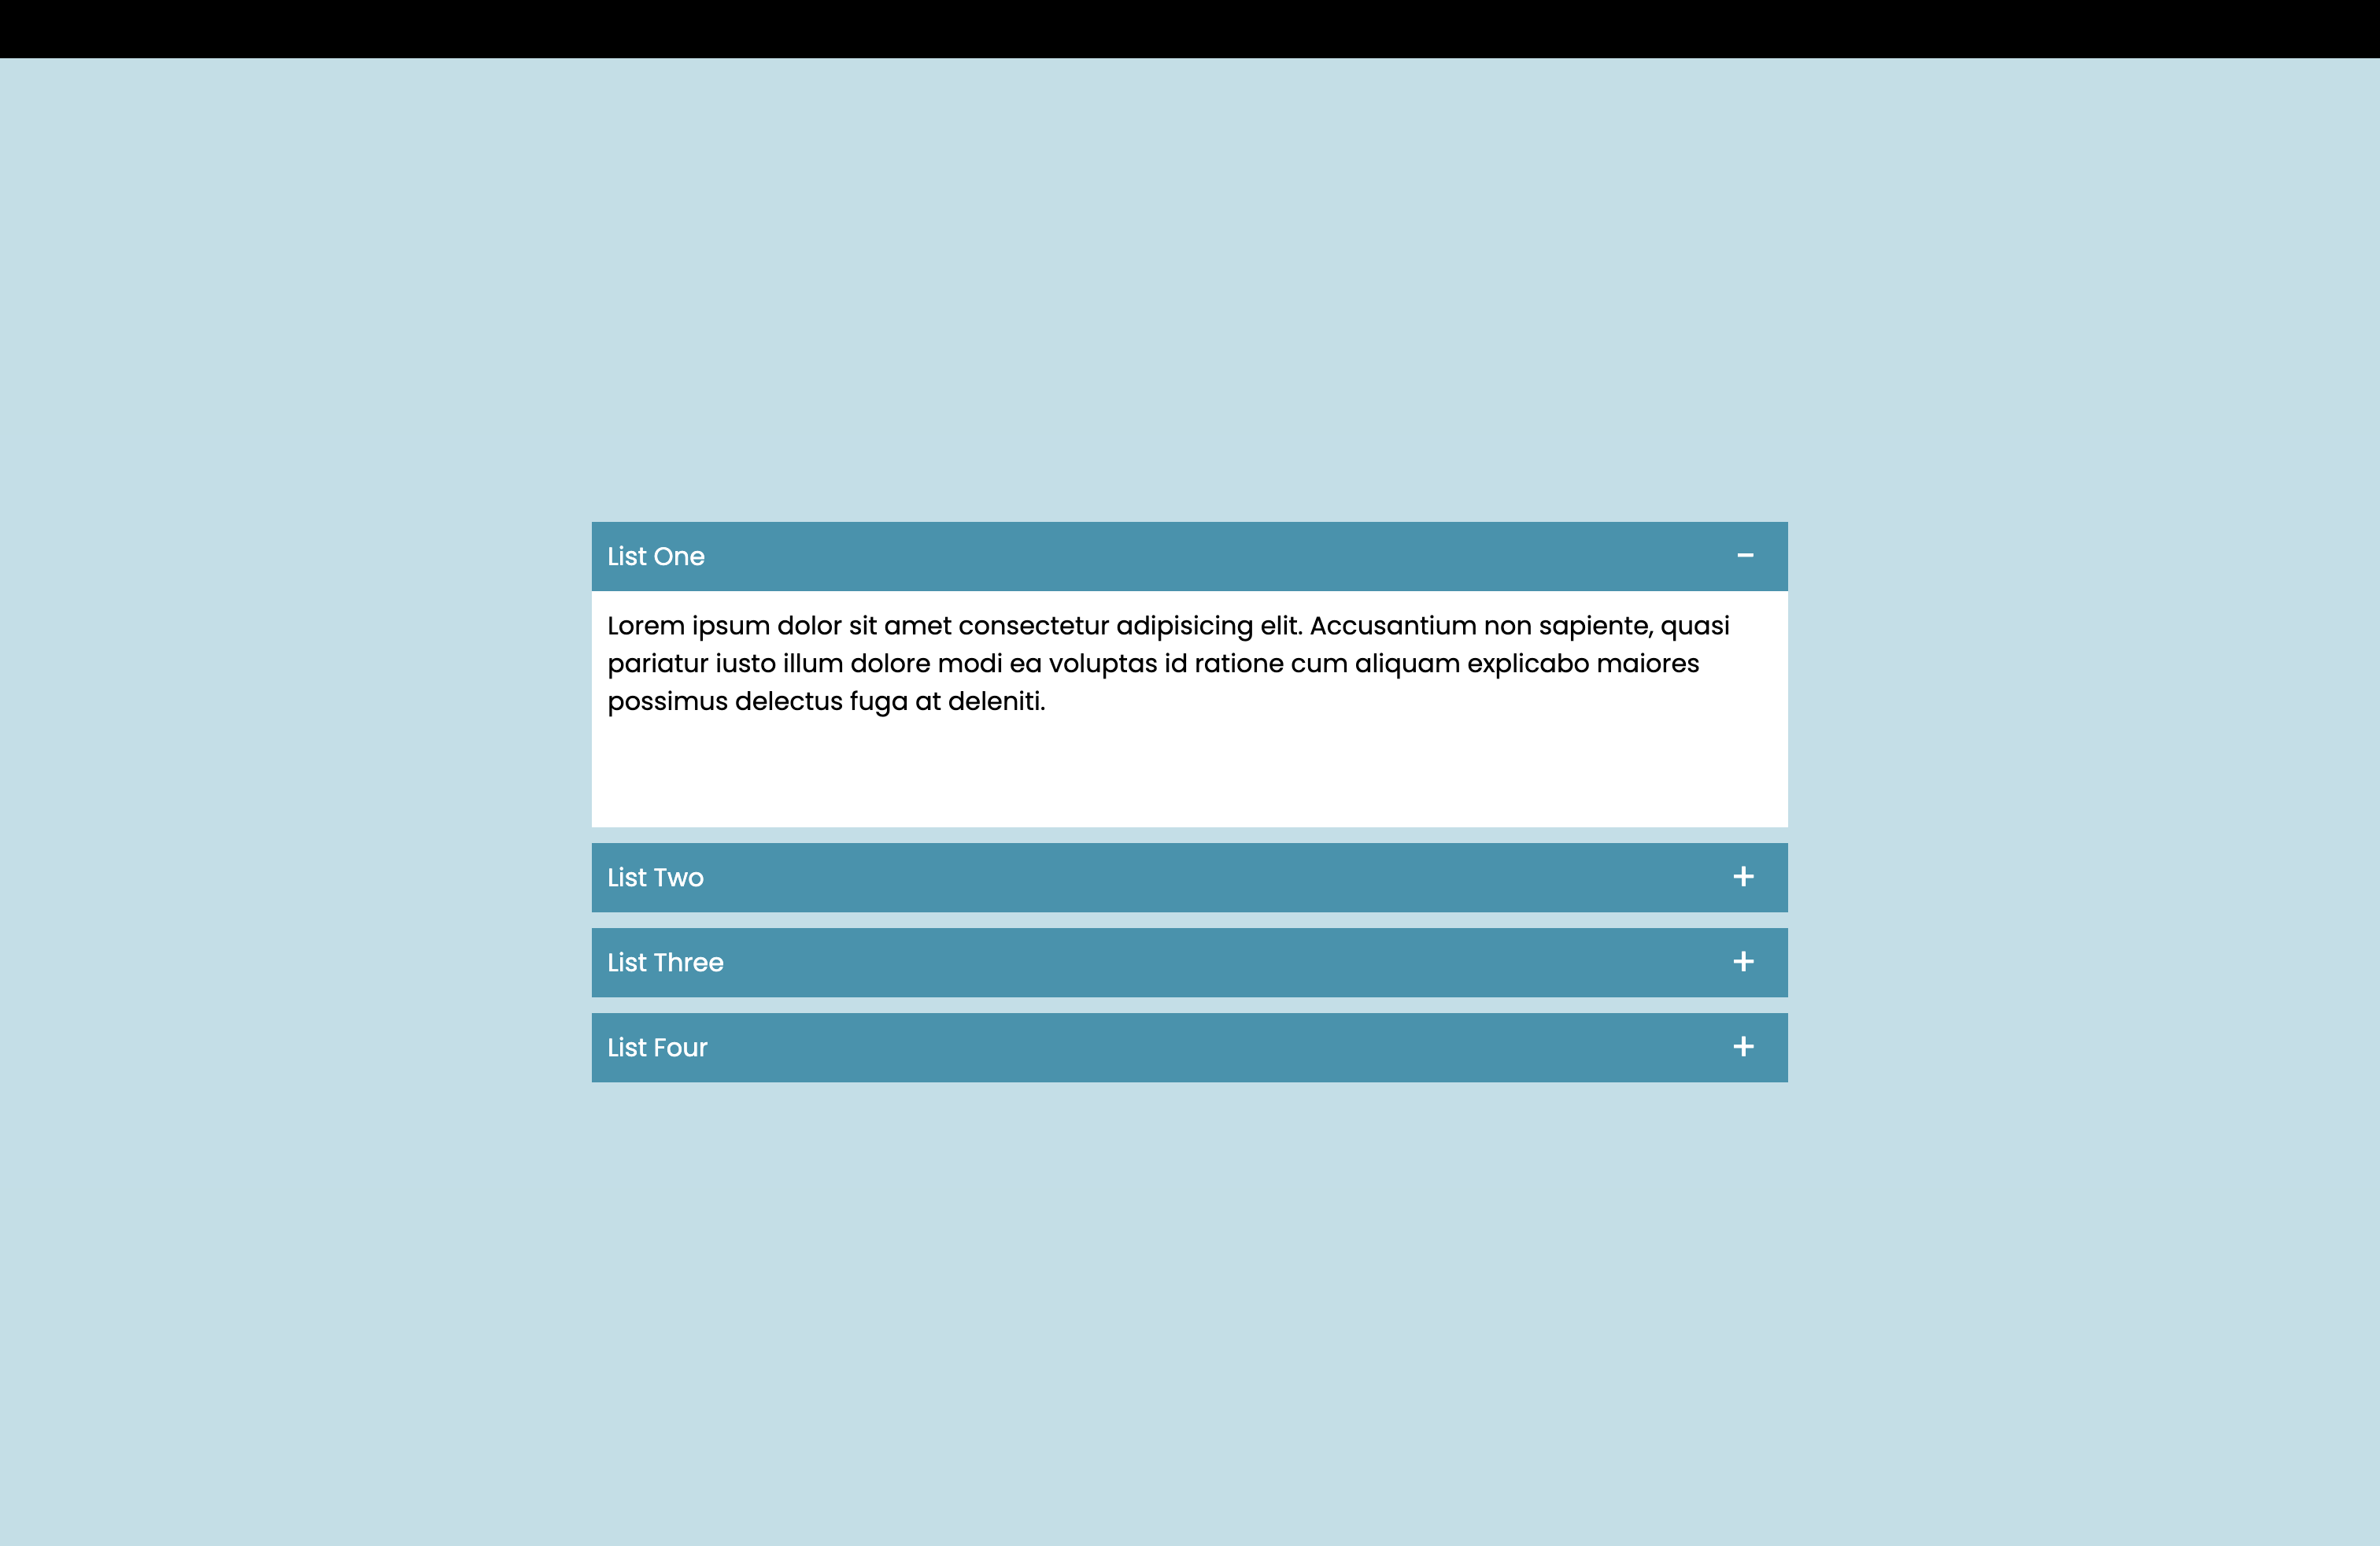 List One –
Lorem ipsum dolor sit amet consectetur adipisicing elit. Accusantium non sapiente, quasi
pariatur iusto illum dolore modi ea voluptas id ratione cum aliquam explicabo maiores
possimus delectus fuga at deleniti.
List Two +
List Three +
List Four +